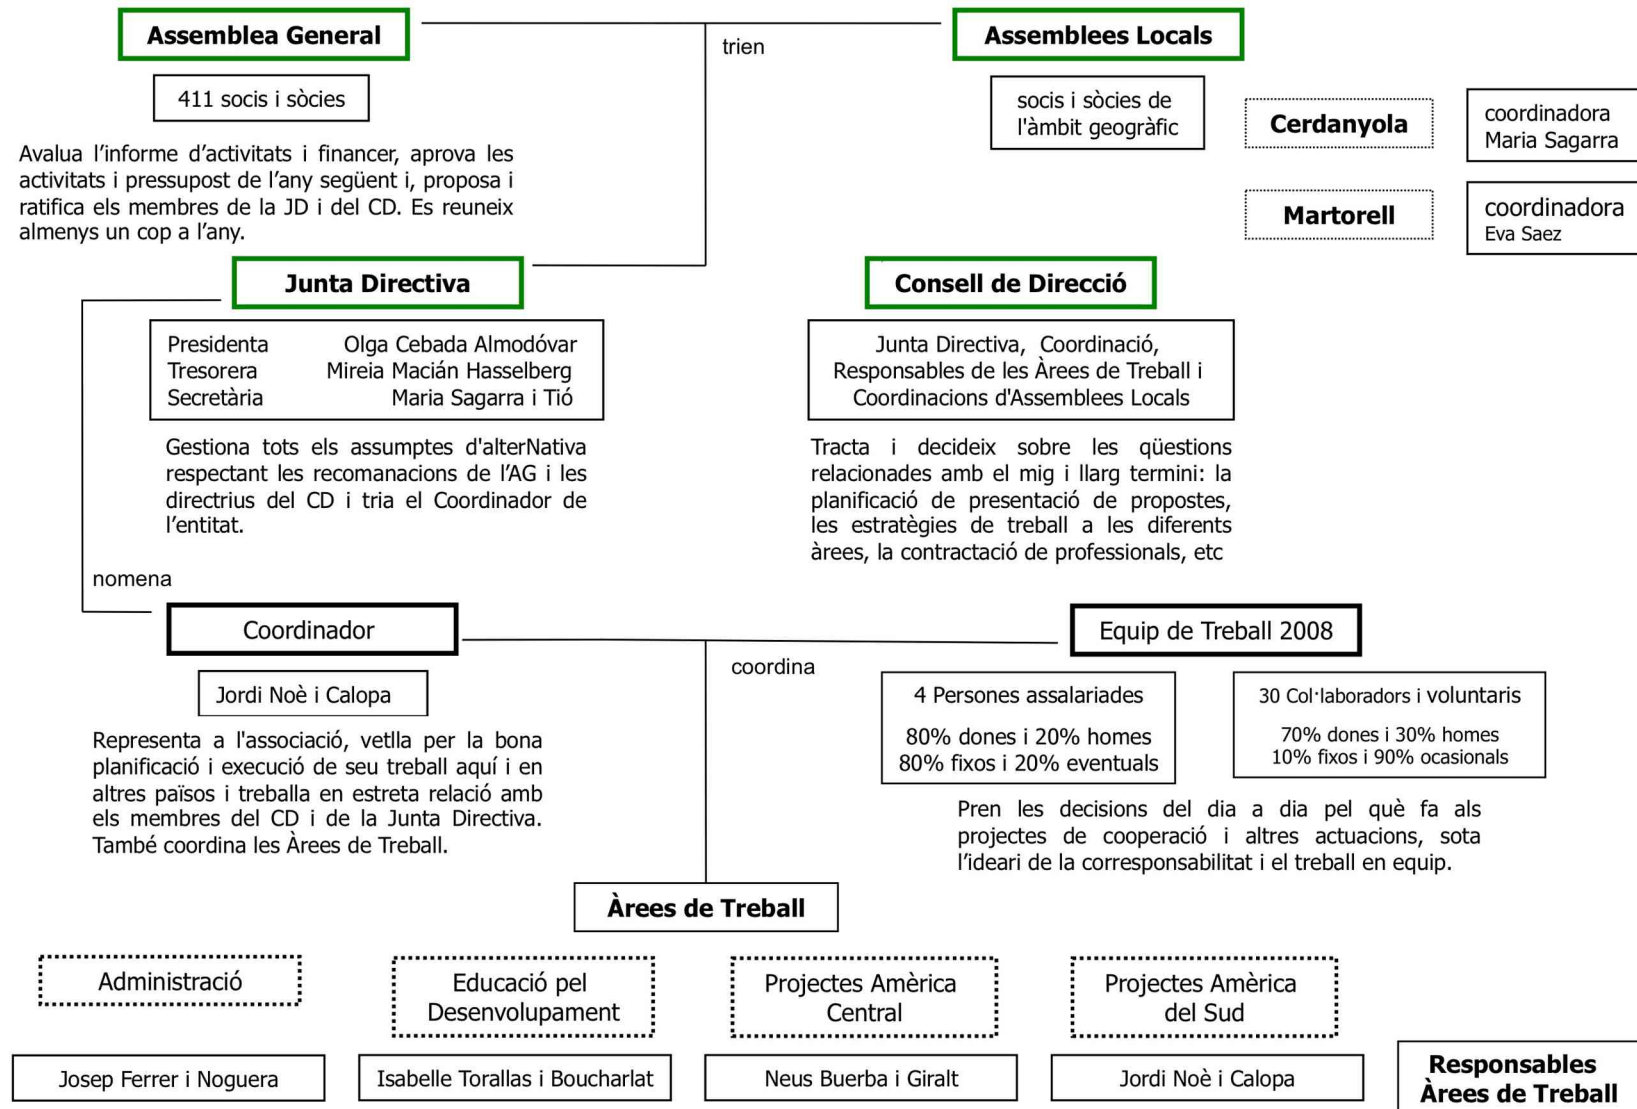 Assemblea General
trien
Assemblees Locals
411 socis i sòcies
socis i sòcies de
l'àmbit geogràfic
Cerdanyola
coordinadora
Maria Sagarra
Martorell
coordinadora
Eva Saez
Avalua l'informe d'activitats i financer, aprova les
activitats i pressupost de l'any següent i, proposa i
ratifica els membres de la JD i del CD. Es reuneix
almenys un cop a l'any.
Junta Directiva
Presidenta Olga Cebada Almodóvar
Tresorera Mireia Macián Hasselberg
Secretària Maria Sagarra i Tió
Gestiona tots els assumptes d'alterNativa
respectant les recomanacions de l'AG i les
directrius del CD i tria el Coordinador de
l'entitat.
Consell de Direcció
Junta Directiva, Coordinació,
Responsables de les Àrees de Treball i
Coordinacions d'Assemblees Locals
Tracta i decideix sobre les qüestions
relacionades amb el mig i llarg termini: la
planificació de presentació de propostes,
les estratègies de treball a les diferents
àrees, la contractació de professionals, etc
nomena
Coordinador
Jordi Noè i Calopa
Representa a l'associació, vetlla per la bona
planificació i execució de seu treball aquí i en
altres països i treballa en estreta relació amb
els membres del CD i de la Junta Directiva.
També coordina les Àrees de Treball.
coordina
Equip de Treball 2008
4 Persones assalariades
80% dones i 20% homes
80% fixos i 20% eventuals
30 Col·laboradors i voluntaris
70% dones i 30% homes
10% fixos i 90% ocasionals
Pren les decisions del dia a dia pel què fa als
projectes de cooperació i altres actuacions, sota
l'ideari de la corresponsabilitat i el treball en equip.
Àrees de Treball
Administració
Educació pel
Desenvolupament
Projectes Amèrica
Central
Projectes Amèrica
del Sud
Josep Ferrer i Noguera
Isabelle Torallas i Boucharlat
Neus Buerba i Giralt
Jordi Noè i Calopa
Responsables
Àrees de Treball